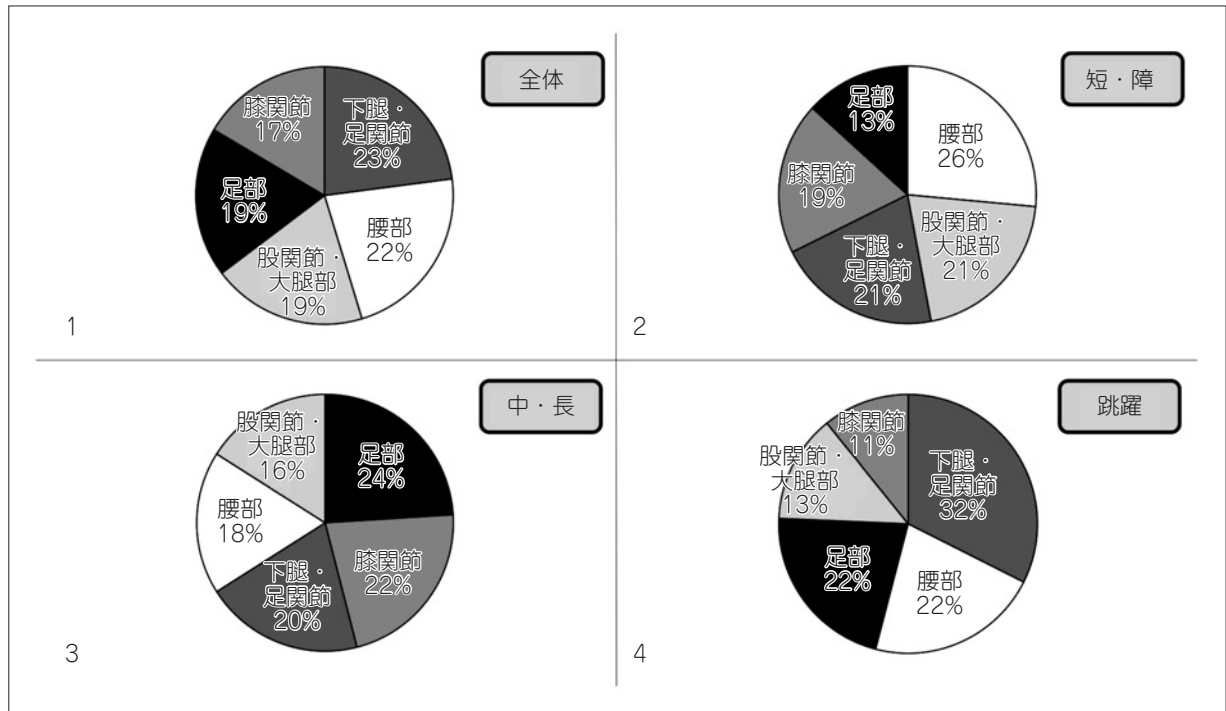 全体
膝関節
17%
下腿・
足関節
23%
足部
19%
腰部
22%
股関節・
大腿部
19%
1
短・障
足部
13%
腰部
26%
膝関節
19%
股関節・
大腿部
21%
下腿・
足関節
21%
2
中・長
股関節・
大腿部
16%
足部
24%
腰部
18%
膝関節
22%
下腿・
足関節
20%
3
跳躍
膝関節
11%
下腿・
足関節
32%
股関節・
大腿部
13%
足部
22%
腰部
22%
4